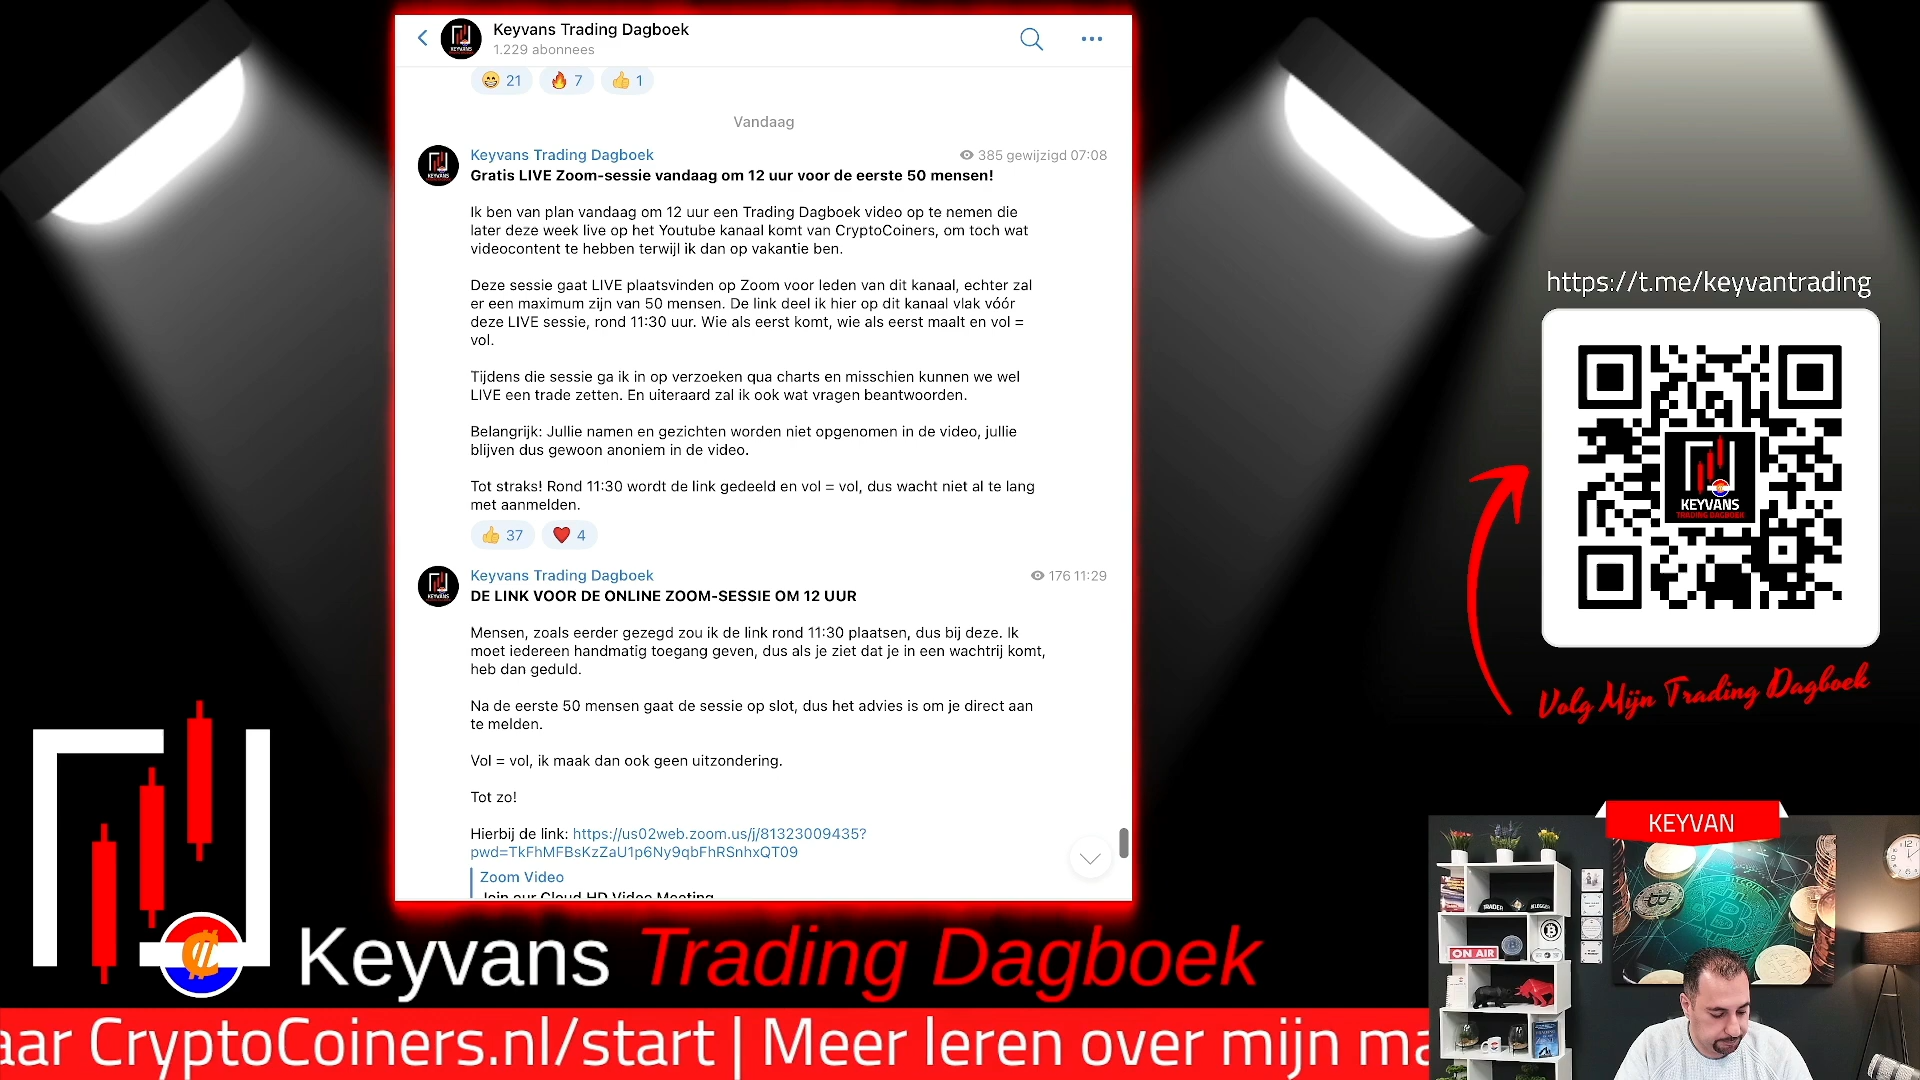 Keyvans Trading Dagboek
1.229 abonnees
21 7 1
Vandaag
Keyvans Trading Dagboek 385 gewijzigd 07:08
Gratis LIVE Zoom-sessie vandaag om 12 uur voor de eerste 50 mensen!
Ik ben van plan vandaag om 12 uur een Trading Dagboek video op te nemen die
later deze week live op het Youtube kanaal komt van CryptoCoiners, om toch wat
videocontent te hebben terwijl ik dan op vakantie ben.
Deze sessie gaat LIVE plaatsvinden op Zoom voor leden van dit kanaal, echter zal
er een maximum zijn van 50 mensen. De link deel ik hier op dit kanaal vlak vóór
deze LIVE sessie, rond 11:30 uur. Wie als eerst komt, wie als eerst maalt en vol =
vol.
Tijdens die sessie ga ik in op verzoeken qua charts en misschien kunnen we wel
LIVE een trade zetten. En uiteraard zal ik ook wat vragen beantwoorden.
Belangrijk: Jullie namen en gezichten worden niet opgenomen in de video, jullie
blijven dus gewoon anoniem in de video.
Tot straks! Rond 11:30 wordt de link gedeeld en vol = vol, dus wacht niet al te lang
met aanmelden.
37 4
Keyvans Trading Dagboek 176 11:29
DE LINK VOOR DE ONLINE ZOOM-SESSIE OM 12 UUR
Mensen, zoals eerder gezegd zou ik de link rond 11:30 plaatsen, dus bij deze. Ik
moet iedereen handmatig toegang geven, dus als je ziet dat je in een wachtrij komt,
heb dan geduld.
Na de eerste 50 mensen gaat de sessie op slot, dus het advies is om je direct aan
te melden.
Vol = vol, ik maak dan ook geen uitzondering.
Tot zo!
Hierbij de link: https://us02web.zoom.us/j/81323009435?
pwd=TkFhMFBsKzZaU1p6Ny9qbFhRSnhxQT09
Zoom Video
Join our Cloud HD Video Meeting
https://t.me/keyvantrading
KEYVANS
TRADING DAGBOEK
Volg Mijn Trading Dagboek
KEYVAN
TRADER
ON AIR
Keyvans Trading Dagboek
aar CryptoCoiners.nl/start | Meer leren over mijn ma